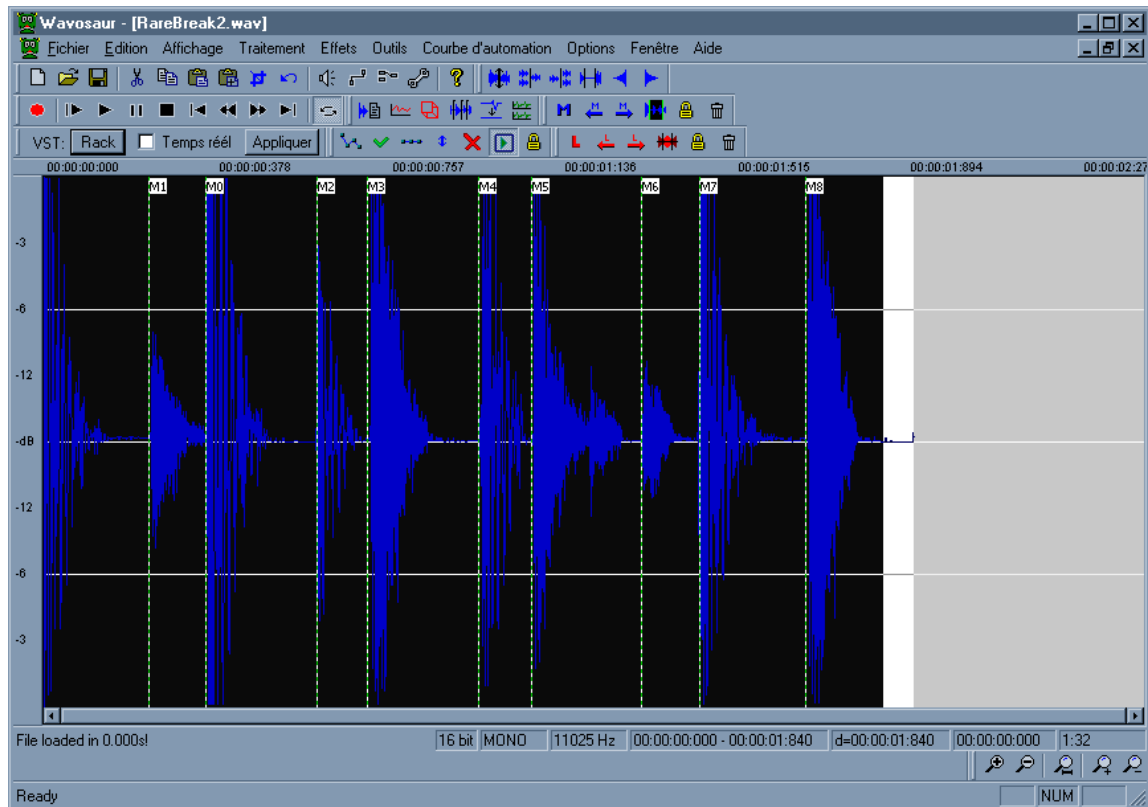 Wavosaur - [RareBreak2.wav]
Fichier Edition Affichage Traitement Effets Outils Courbe d'automation Options Fenêtre Aide
VST: Rack Temps réél Appliquer
00:00:00:000 00:00:00:378 00:00:00:757 00:00:01:136 00:00:01:515 00:00:01:894 00:00:02:27
M1 M0 M2 M3 M4 M5 M6 M7 M8
-3
-6
-12
-dB
-12
-6
-3
File loaded in 0.000s! 16 bit MONO 11025 Hz 00:00:00:000 - 00:00:01:840 d=00:00:01:840 00:00:00:000 1:32
Ready NUM